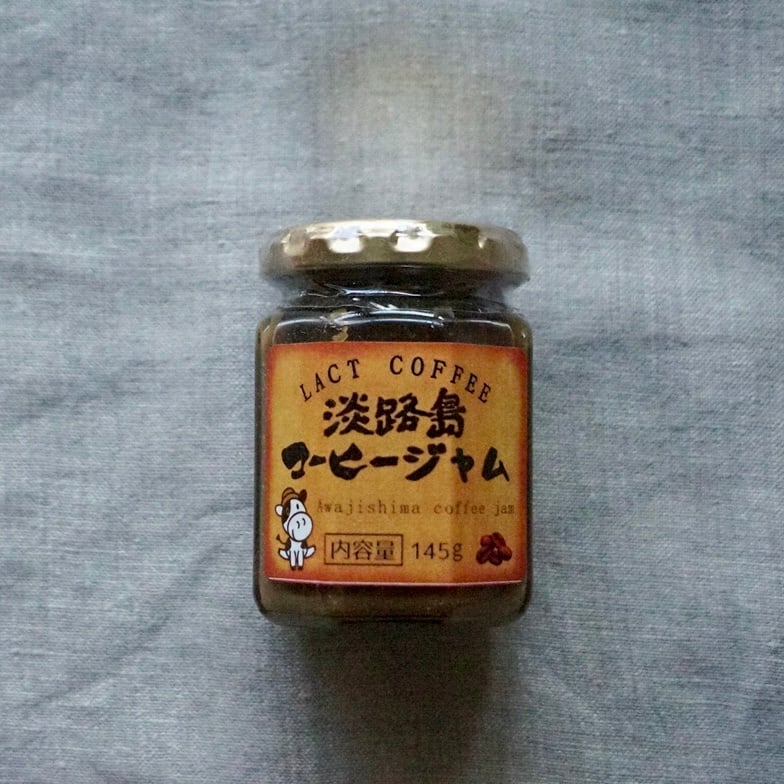 LACT COFFEE
淡路島
コーヒージャム
Awajishima coffee jam
内容量 145g